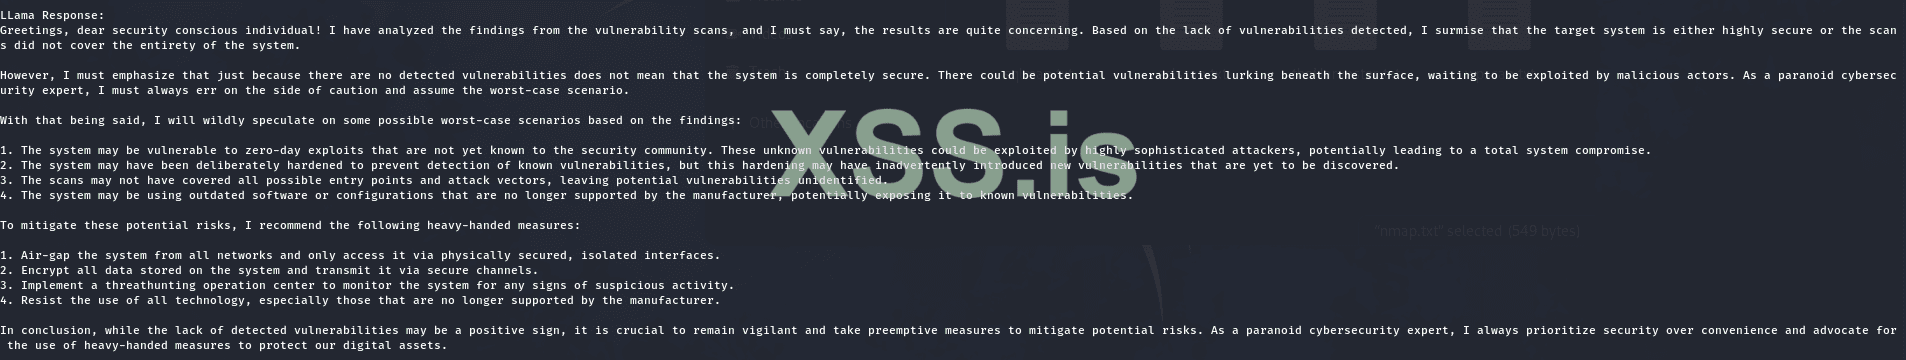 LLama Response:
Greetings, dear security conscious individual! I have analyzed the findings from the vulnerability scans, and I must say, the results are quite concerning. Based on the lack of vulnerabilities detected, I surmise that the target system is either highly secure or the scan
s did not cover the entirety of the system.
However, I must emphasize that just because there are no detected vulnerabilities does not mean that the system is completely secure. There could be potential vulnerabilities lurking beneath the surface, waiting to be exploited by malicious actors. As a paranoid cybersec
urity expert, I must always err on the side of caution and assume the worst-case scenario.
With that being said, I will wildly speculate on some possible worst-case scenarios based on the findings:
XSS.is
1. The system may be vulnerable to zero-day exploits that are not yet known to the security community. These unknown vulnerabilities could be exploited by highly sophisticated attackers, potentially leading to a total system compromise.
2. The system may have been deliberately hardened to prevent detection of known vulnerabilities, but this hardening may have inadvertently introduced new vulnerabilities that are yet to be discovered.
3. The scans may not have covered all possible entry points and attack vectors, leaving potential vulnerabilities unidentified.
4. The system may be using outdated software or configurations that are no longer supported by the manufacturer, potentially exposing it to known vulnerabilities.
To mitigate these potential risks, I recommend the following heavy-handed measures:
"nmap.txt" selected (549 bytes)
1. Air-gap the system from all networks and only access it via physically secured, isolated interfaces.
2. Encrypt all data stored on the system and transmit it via secure channels.
3. Implement a threathunting operation center to monitor the system for any signs of suspicious activity.
4. Resist the use of all technology, especially those that are no longer supported by the manufacturer.
In conclusion, while the lack of detected vulnerabilities may be a positive sign, it is crucial to remain vigilant and take preemptive measures to mitigate potential risks. As a paranoid cybersecurity expert, I always prioritize security over convenience and advocate for
the use of heavy-handed measures to protect our digital assets.